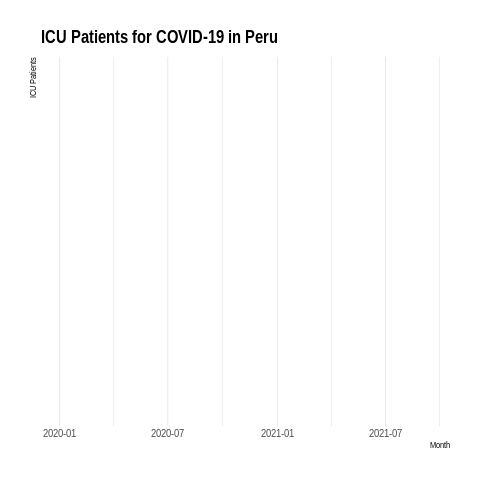 ICU Patients for COVID-19 in Peru
ICU Patients
2020-01
2020-07
2021-01
2021-07
Month